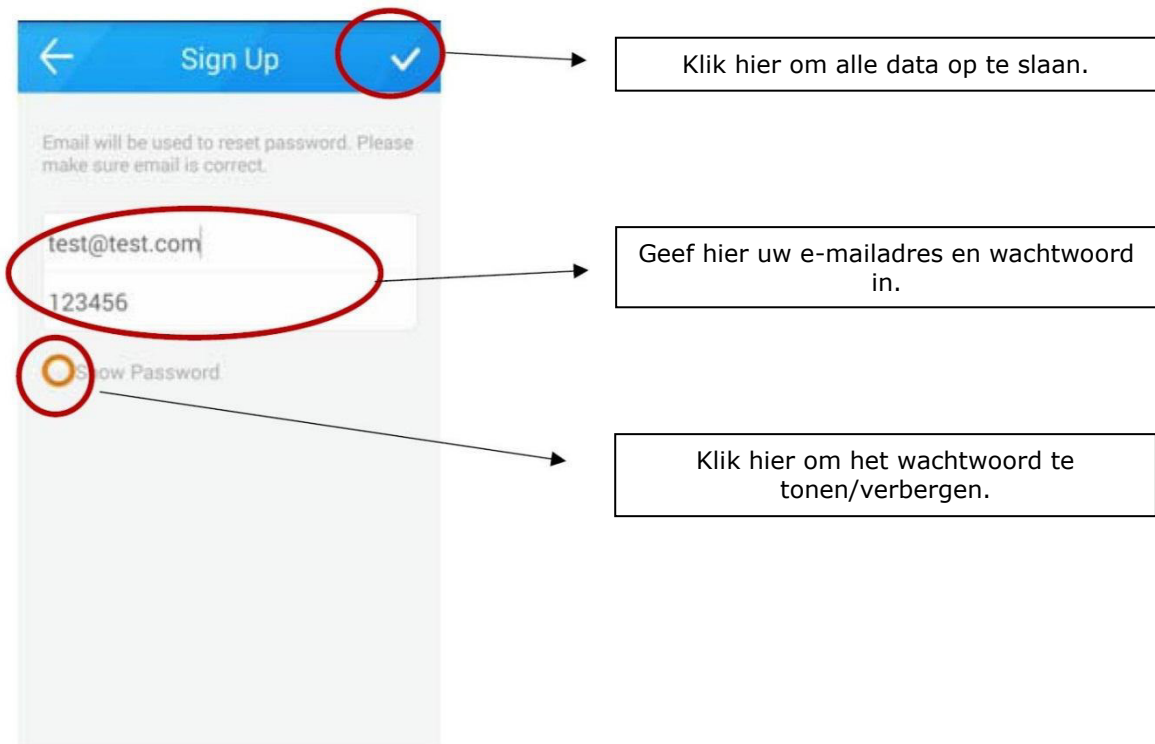 Sign Up
Klik hier om alle data op te slaan.
Email will be used to reset password. Please
make sure email is correct.
test@test.com
123456
Geef hier uw e-mailadres en wachtwoord
in.
Show Password
Klik hier om het wachtwoord te
tonen/verbergen.